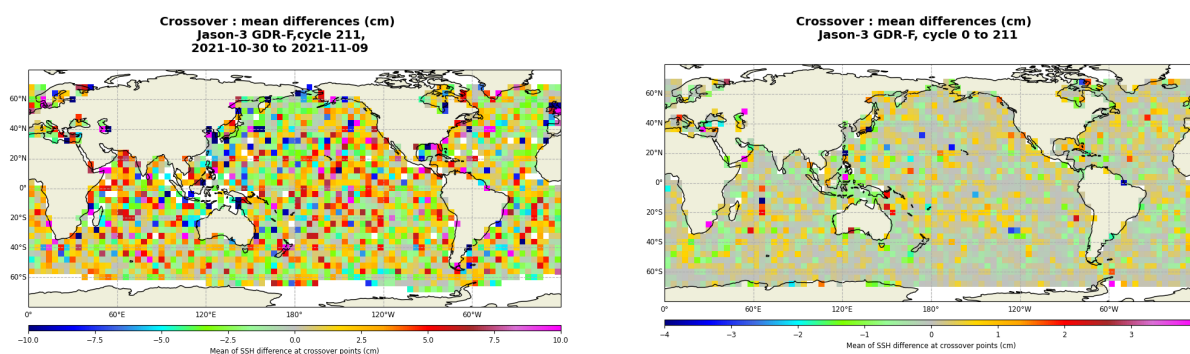 Crossover : mean differences (cm)
Jason-3 GDR-F,cycle 211,
2021-10-30 to 2021-11-09
60°N
40°N
20°N
0°
20°S
40°S
60°S
0°
60°E
120°E
180°
120°W
60°W
0°
−10.0
−7.5
−5.0
−2.5
0.0
2.5
5.0
7.5
10.0
Mean of SSH difference at crossover points (cm)
Crossover : mean differences (cm)
Jason-3 GDR-F, cycle 0 to 211
60°N
40°N
20°N
0°
20°S
40°S
60°S
0°
60°E
120°E
180°
120°W
60°W
−4
−3
−2
−1
0
1
2
3
Mean of SSH difference at crossover points (cm)